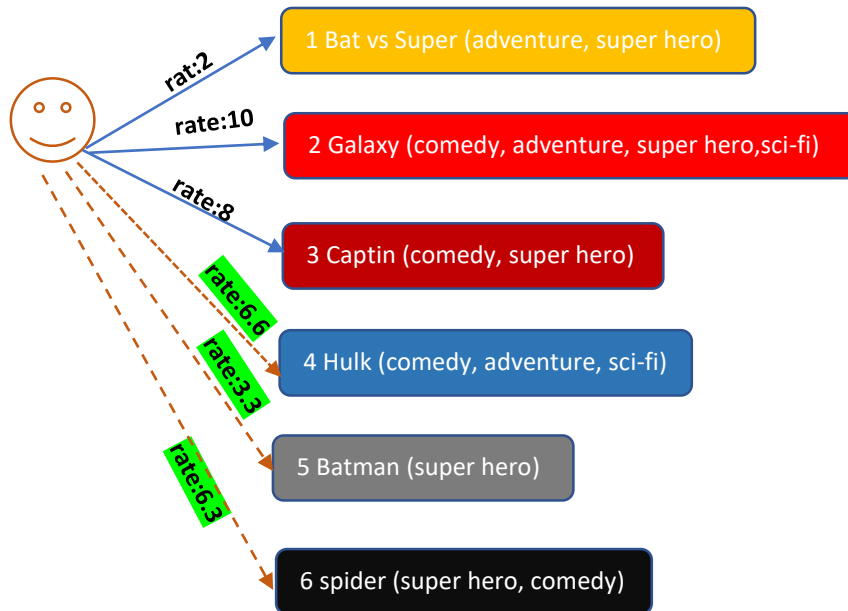 rat:2
1 Bat vs Super (adventure, super hero)
rate:10
2 Galaxy (comedy, adventure, super hero,sci-fi)
rate:8
3 Captin (comedy, super hero)
rate:6.6
4 Hulk (comedy, adventure, sci-fi)
rate:3.3
5 Batman (super hero)
rate:6.3
6 spider (super hero, comedy)